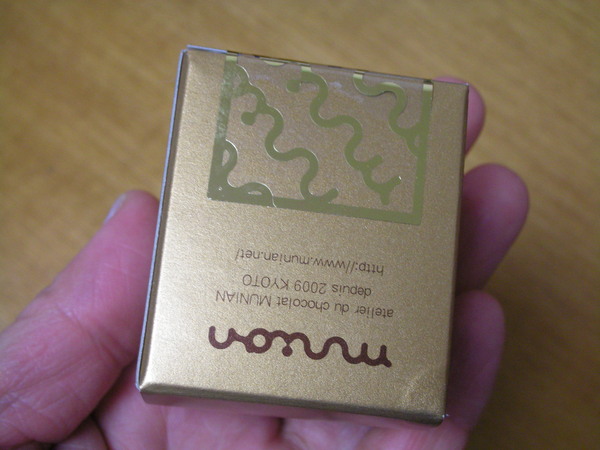 munian
atelier du chocolat MUNIAN
depuis 2009 KYOTO
http://www.munian.net/